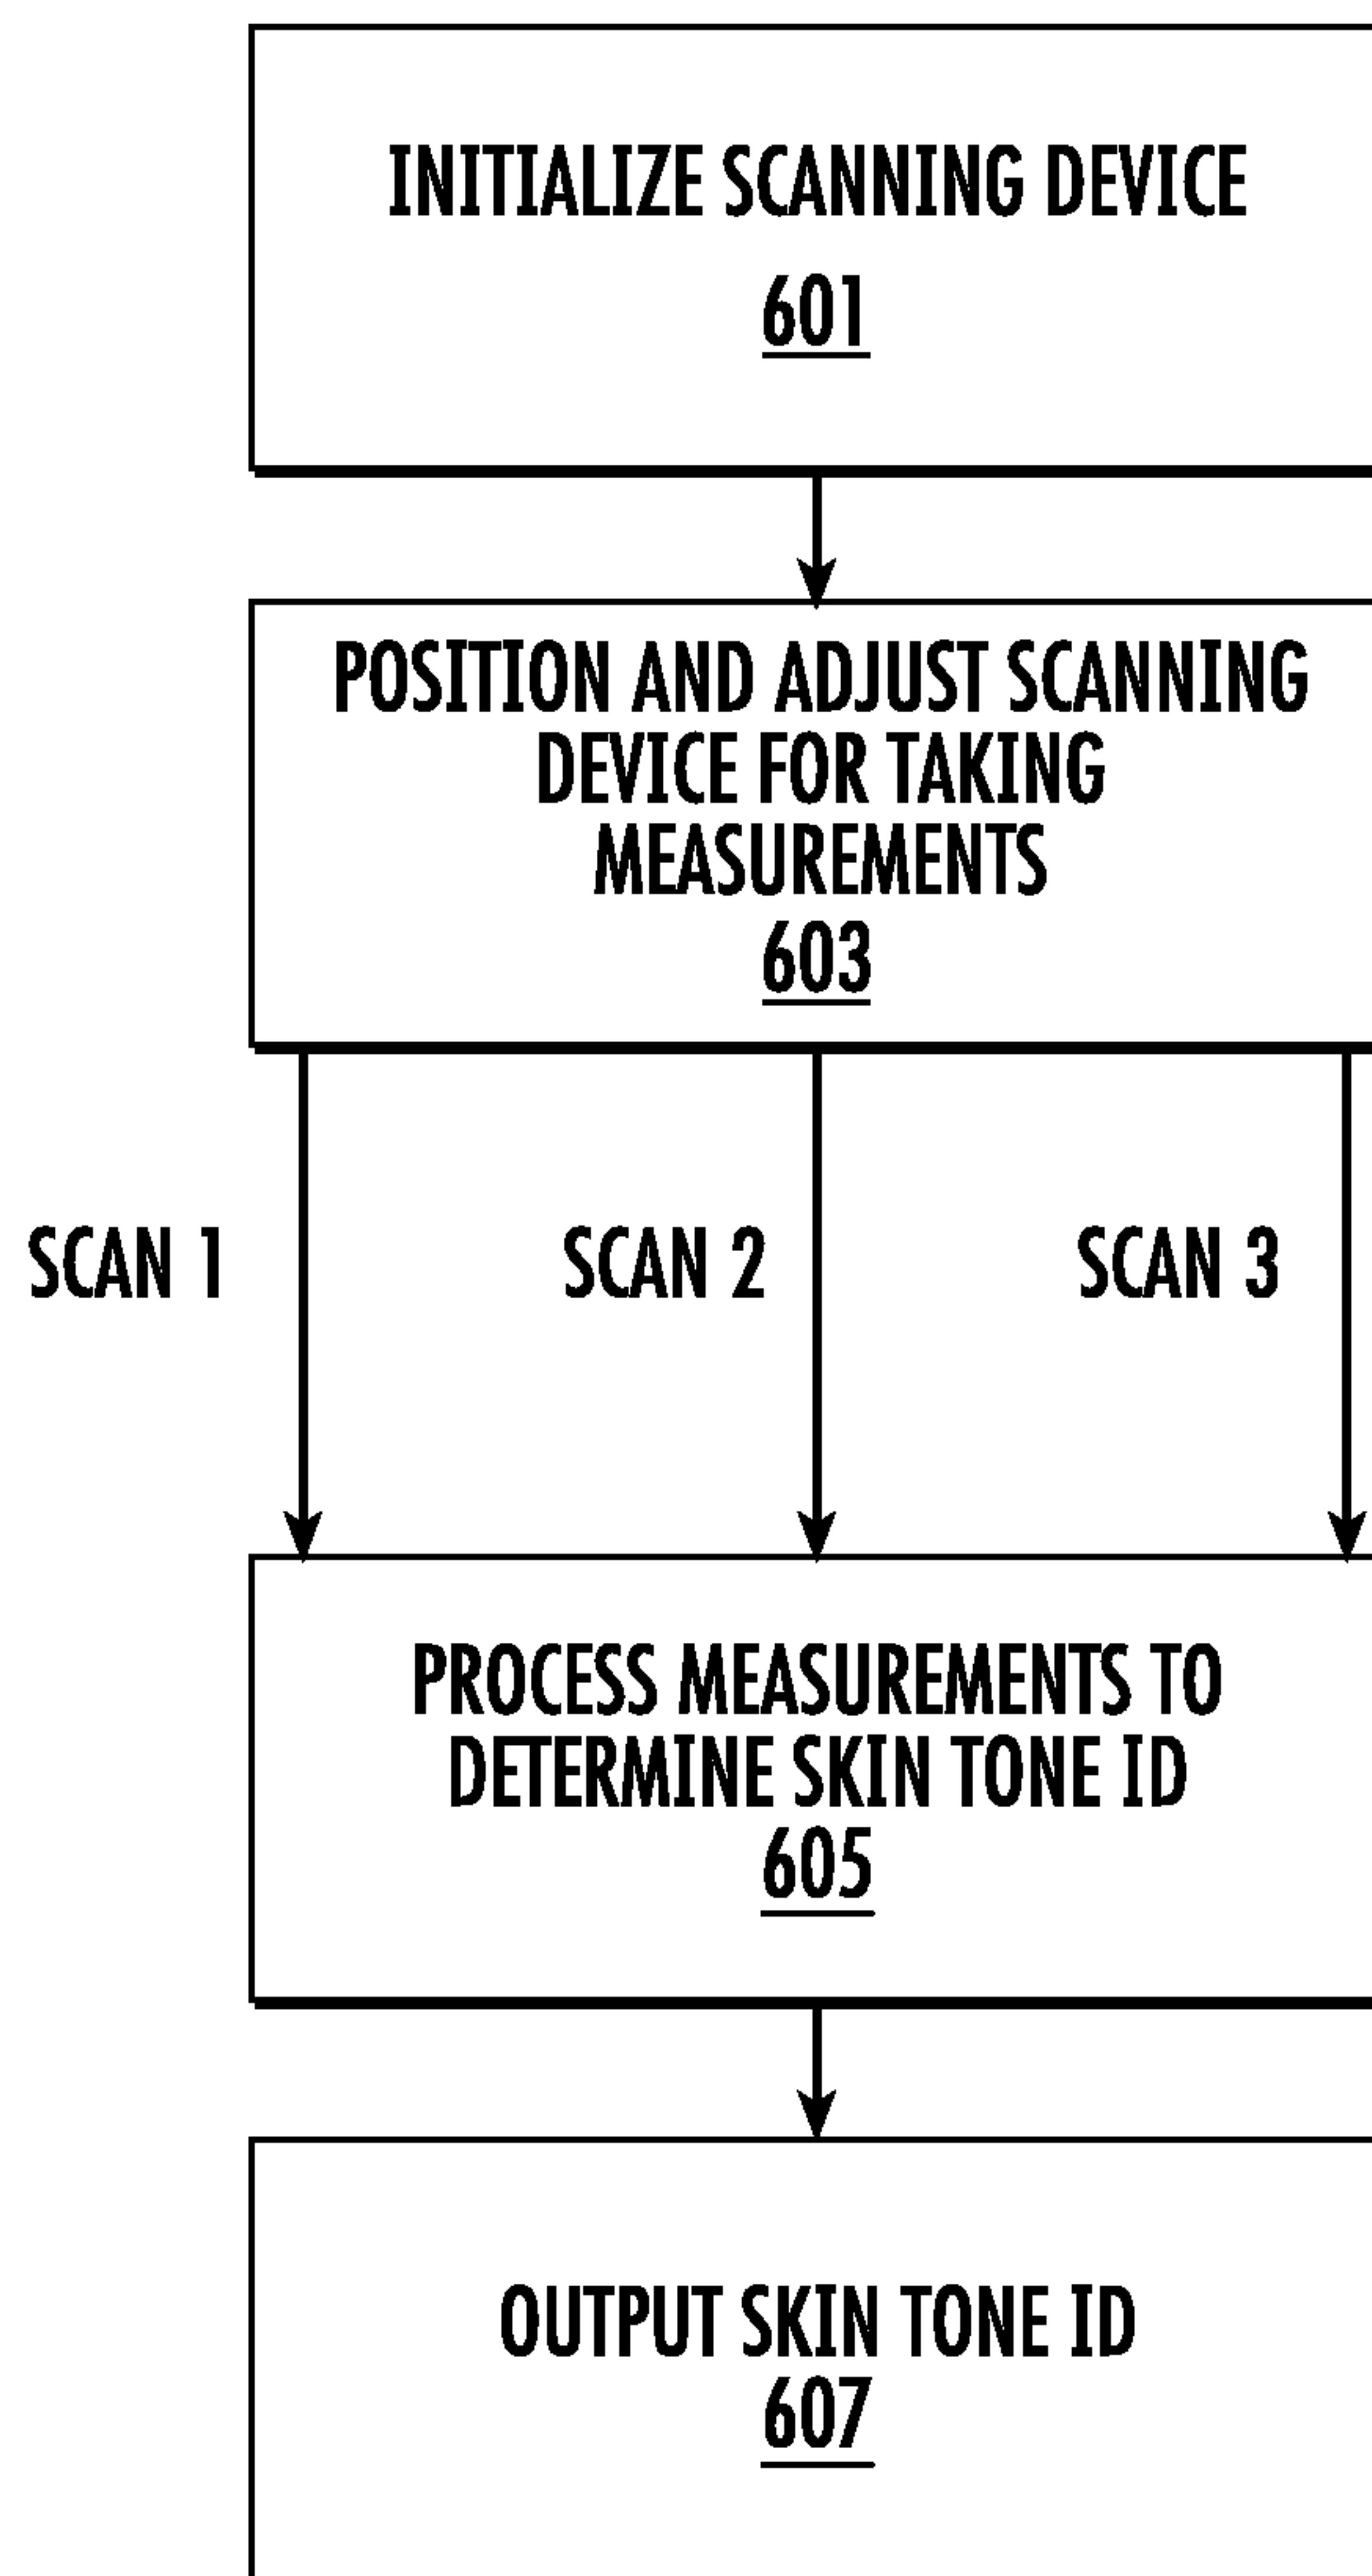 INITIALIZE SCANNING DEVICE
601
POSITION AND ADJUST SCANNING
DEVICE FOR TAKING
MEASUREMENTS
603
SCAN 1
SCAN 2
SCAN 3
PROCESS MEASUREMENTS TO
DETERMINE SKIN TONE ID
605
OUTPUT SKIN TONE ID
607